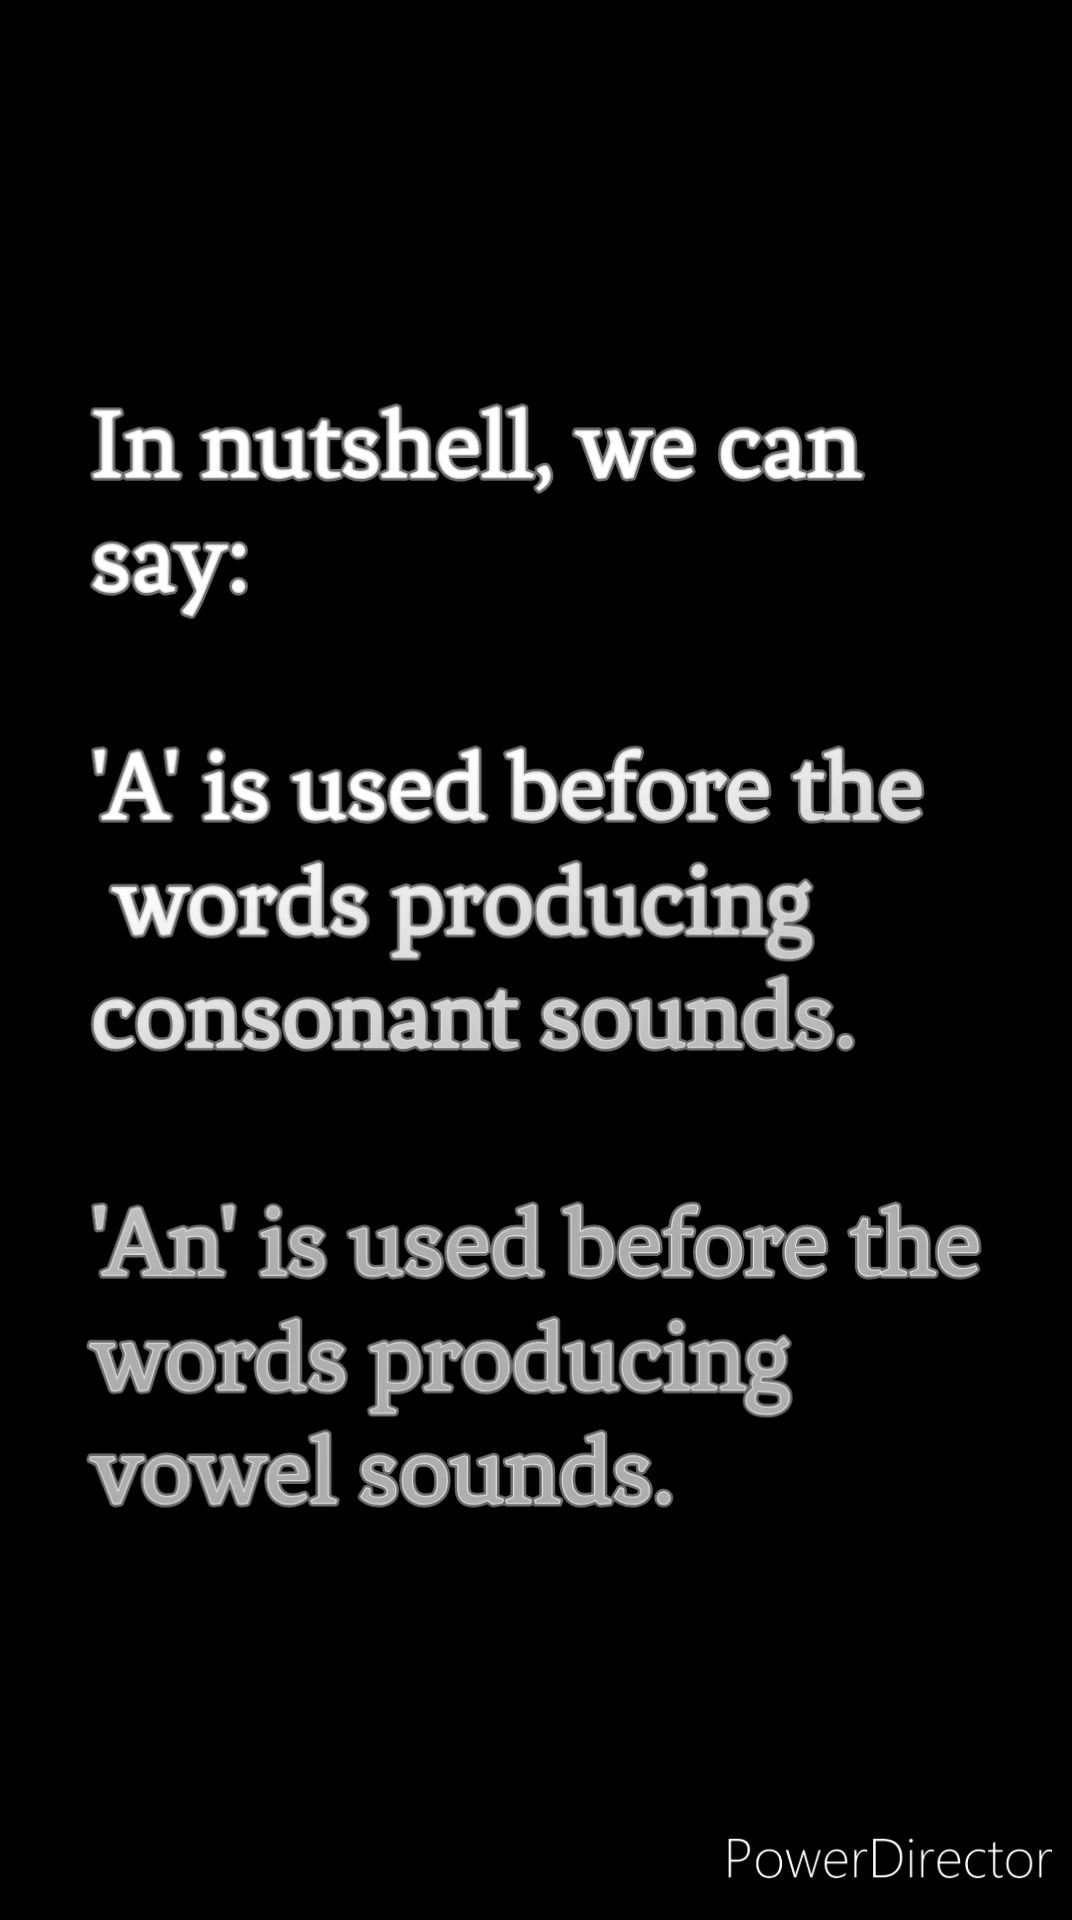 In nutshell, we can
say:
'A' is used before the
words producing
consonant sounds.
'An' is used before the
words producing
vowel sounds.
PowerDirector